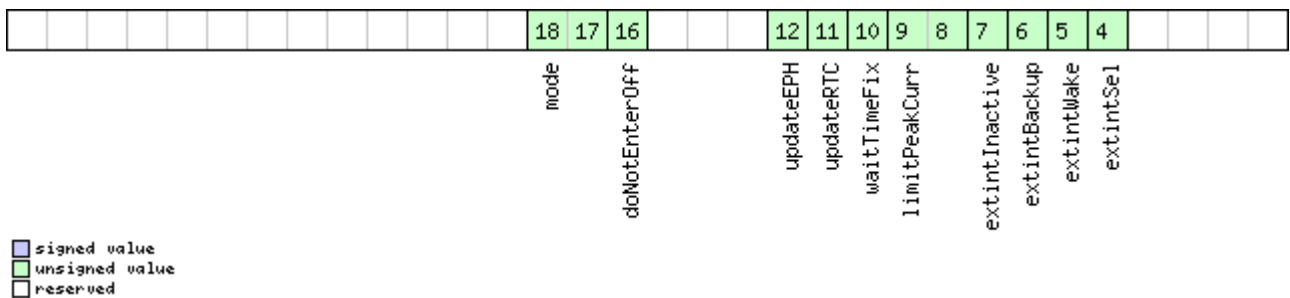 18 17 16 12 11 10 9 8 7 6 5 4
mode
doNotEnterOff
updateEPH
updateRTC
waitTimeFix
limitPeakCurr
extintInactive
extintBackup
extintWake
extintSel
signed value
unsigned value
reserved